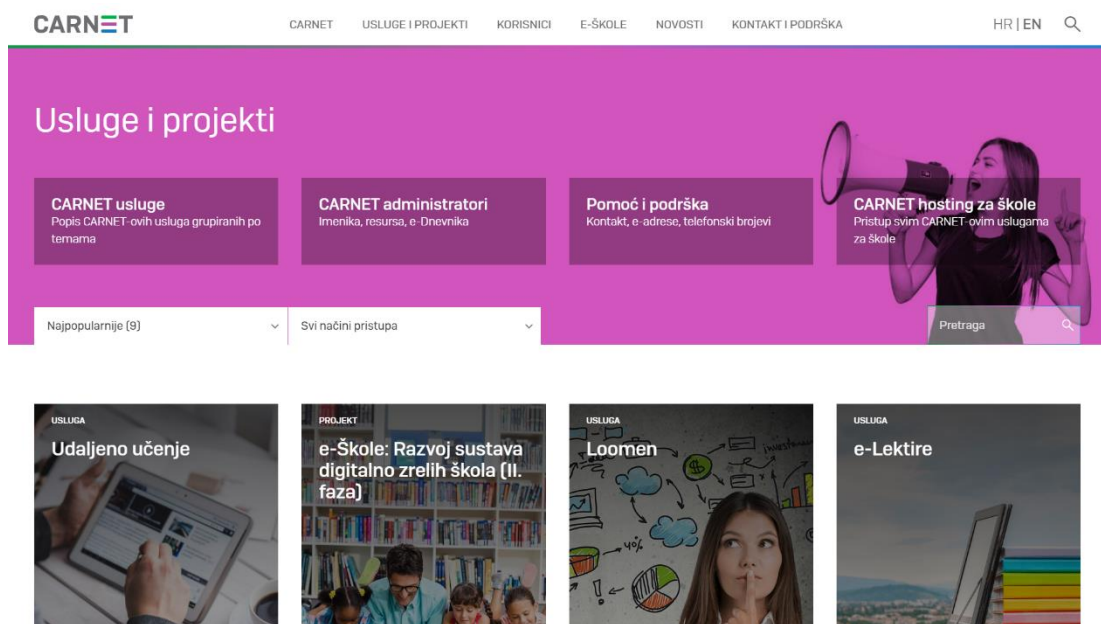 CARNET
CARNET USLUGE I PROJEKTI KORISNICI E-ŠKOLE NOVOSTI KONTAKT I PODRŠKA
HR | EN
Usluge i projekti
CARNET usluge
Popis CARNET-ovih usluga grupiranih po
temama
CARNET administratori
Imenika, resursa, e-Dnevnika
Pomoć i podrška
Kontakt, e-adrese, telefonski brojevi
CARNET hosting za škole
Pristup svim CARNET-ovim uslugama
za škole
Najpopularnije (9)
Svi načini pristupa
Pretraga
USLUGA
Udaljeno učenje
PROJEKT
e-Škole: Razvoj sustava
digitalno zrelih škola (II.
faza)
USLUGA
Loomen
40%
USLUGA
e-Lektire